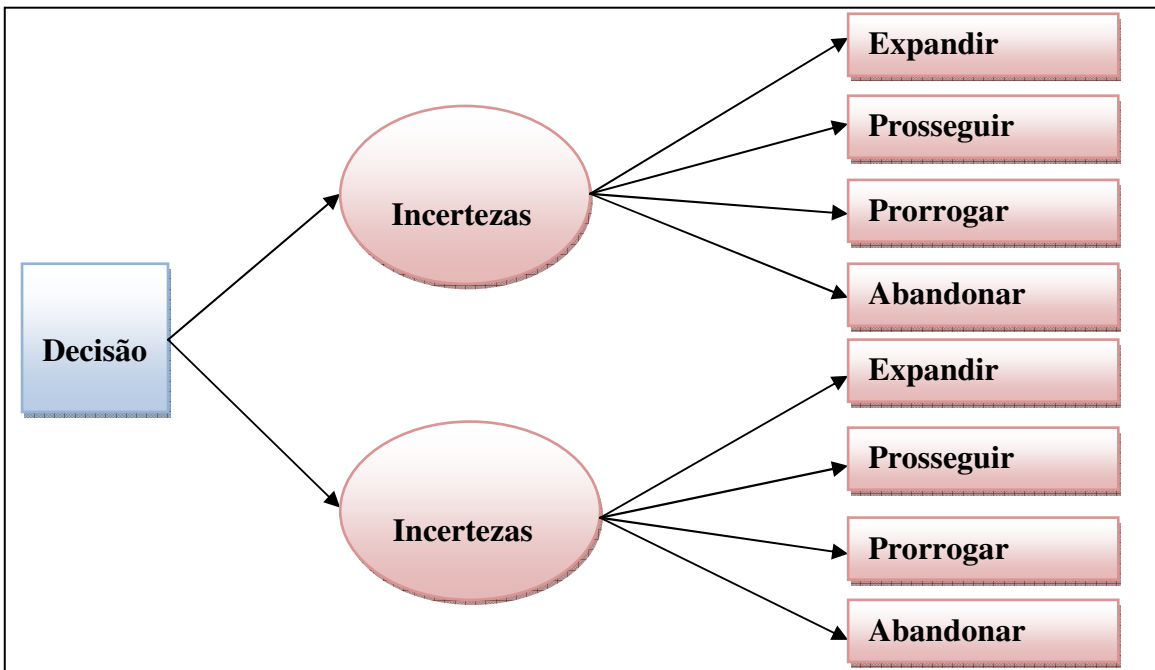 Decisão
Incertezas
Expandir
Prosseguir
Prorrogar
Abandonar
Incertezas
Expandir
Prosseguir
Prorrogar
Abandonar